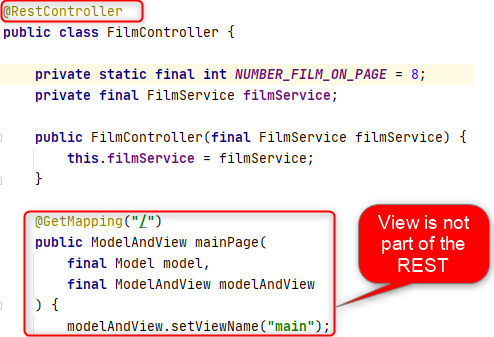 @RestController
public class FilmController {
private static final int NUMBER_FILM_ON_PAGE = 8;
private final FilmService filmService;
public FilmController(final FilmService filmService) {
this.filmService = filmService;
}
@GetMapping("/")
public ModelAndView mainPage(
final Model model,
final ModelAndView modelAndView
) {
modelAndView.setViewName("main");
View is not
part of the
REST